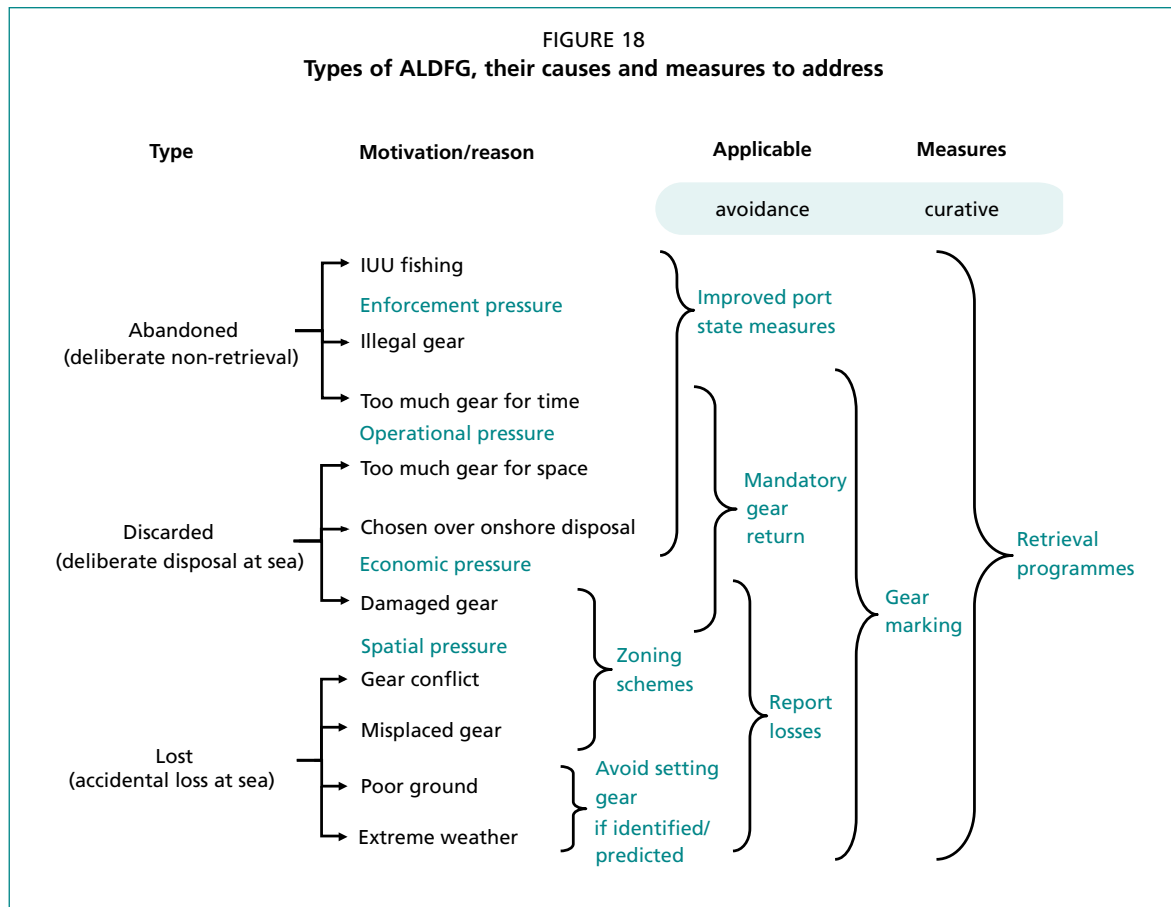 FIGURE 18
Types of ALDFG, their causes and measures to address
Type
Motivation/reason
Applicable
Measures
avoidance
curative
Abandoned
(deliberate non-retrieval)
IUU fishing
Enforcement pressure
Illegal gear
Too much gear for time
Operational pressure
Discarded
(deliberate disposal at sea)
Too much gear for space
Chosen over onshore disposal
Economic pressure
Damaged gear
Spatial pressure
Lost
(accidental loss at sea)
Gear conflict
Misplaced gear
Poor ground
Extreme weather
Zoning
schemes
Avoid setting
gear
if identified/
predicted
Improved port
state measures
Mandatory
gear
return
Report
losses
Gear
marking
Retrieval
programmes